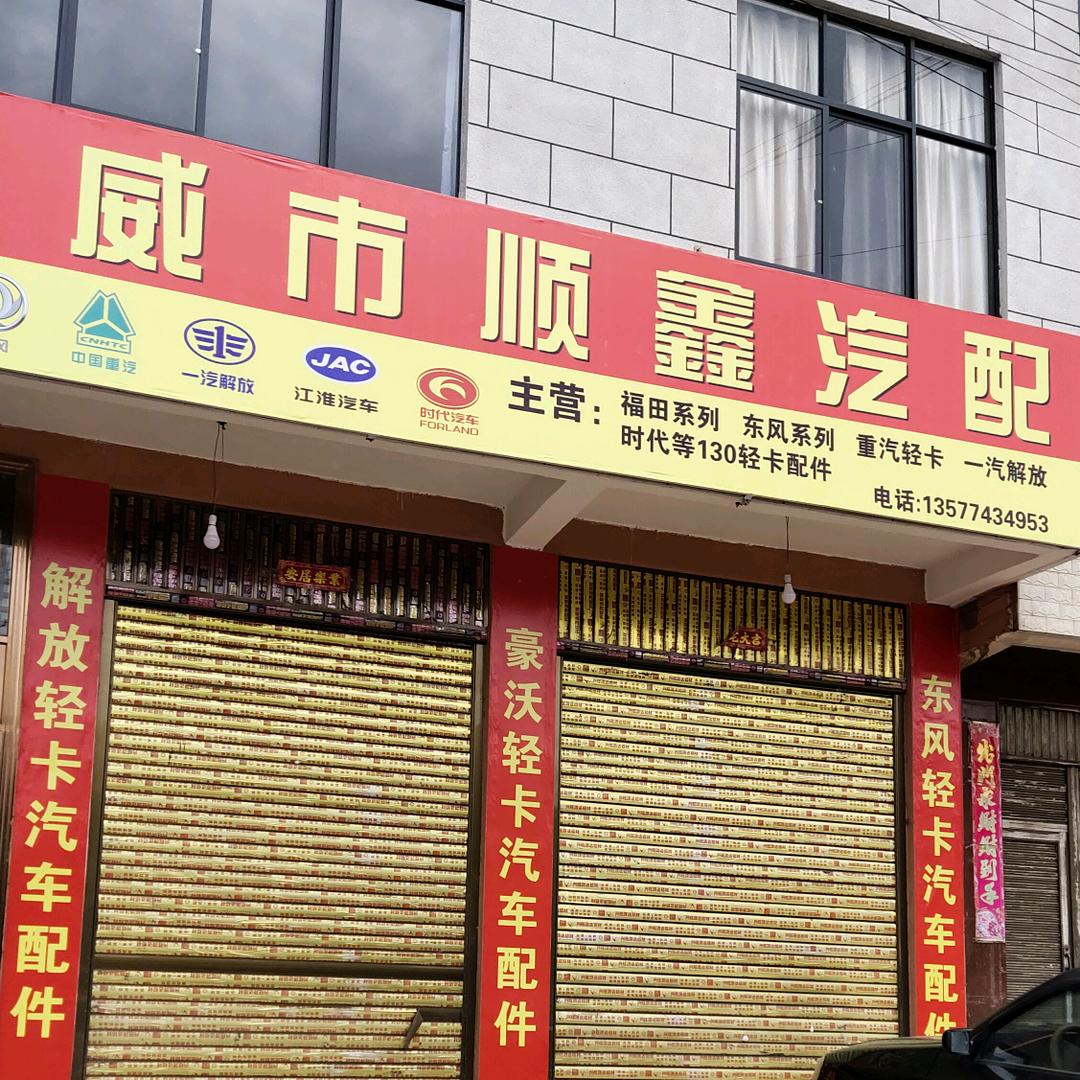 威市顺鑫汽配
风
CNHTC
中国重汽
一汽解放
JAC
江淮汽车
时代汽车
FORLAND
主营：
福田系列 东风系列 重汽轻卡 一汽解放
时代等130轻卡配件
电话:13577434953
安居乐业
解放轻卡汽车配件
豪沃轻卡汽车配件
东风轻卡汽车配件